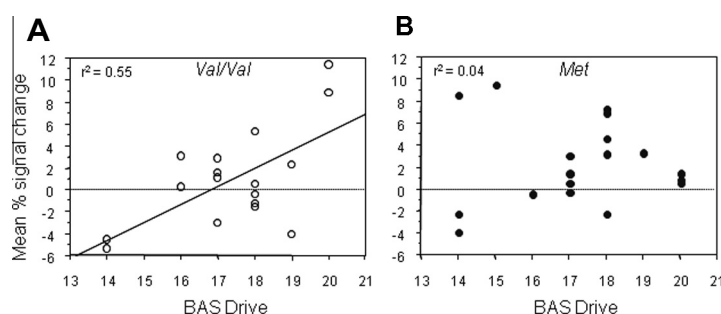 A
B
r² = 0.55
Val/Val
r² = 0.04
Met
Mean % signal change
12
10
8
6
4
2
0
-2
-4
-6
13 14 15 16 17 18 19 20 21
BAS Drive
12
10
8
6
4
2
0
-2
-4
-6
13 14 15 16 17 18 19 20 21
BAS Drive